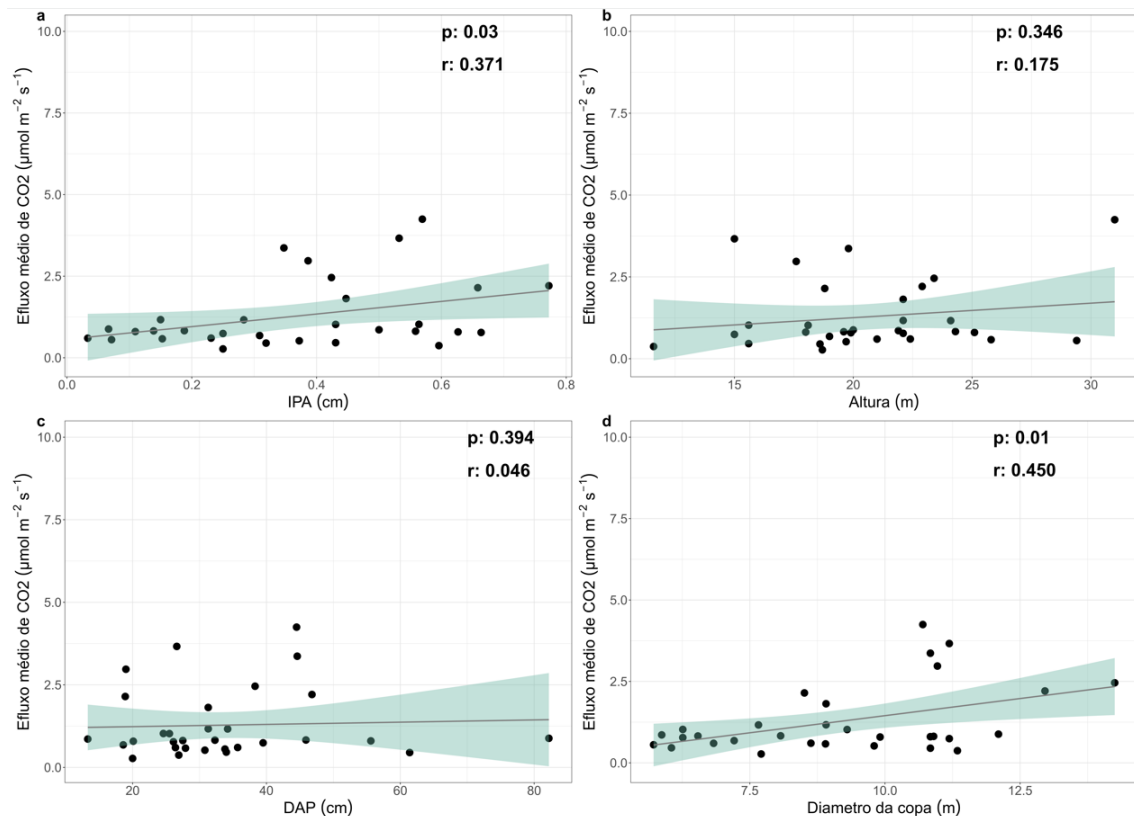 a
p: 0.03
r: 0.371
Efluxo médio de CO2 (µmol m−2 s−1)
10.0
7.5
5.0
2.5
0.0
0.0 0.2 0.4 0.6 0.8
IPA (cm)
b
p: 0.346
r: 0.175
Efluxo médio de CO2 (µmol m−2 s−1)
10.0
7.5
5.0
2.5
0.0
15 20 25 30
Altura (m)
c
p: 0.394
r: 0.046
Efluxo médio de CO2 (µmol m−2 s−1)
10.0
7.5
5.0
2.5
0.0
20 40 60 80
DAP (cm)
d
p: 0.01
r: 0.450
Efluxo médio de CO2 (µmol m−2 s−1)
10.0
7.5
5.0
2.5
0.0
7.5 10.0 12.5
Diametro da copa (m)